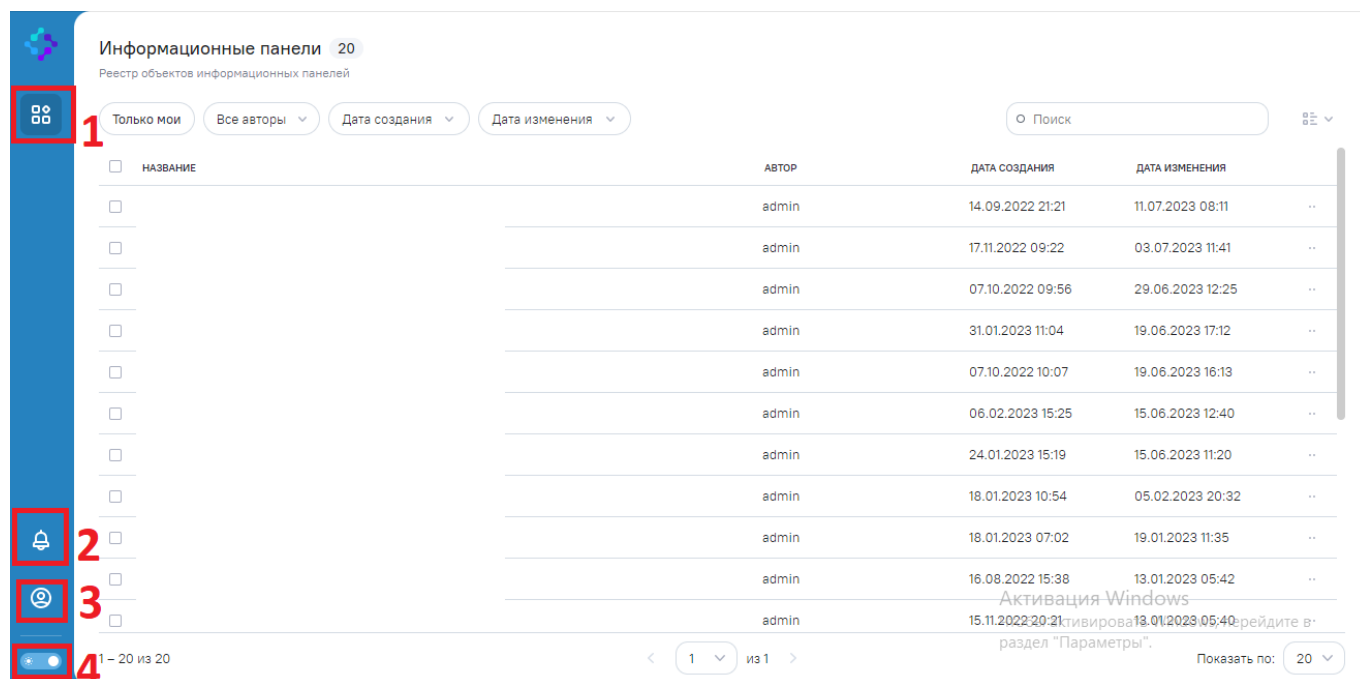 Информационные панели 20
Реестр объектов информационных панелей
1
Только мои Все авторы Дата создания Дата изменения Поиск
НАЗВАНИЕ АВТОР ДАТА СОЗДАНИЯ ДАТА ИЗМЕНЕНИЯ
admin 14.09.2022 21:21 11.07.2023 08:11
admin 17.11.2022 09:22 03.07.2023 11:41
admin 07.10.2022 09:56 29.06.2023 12:25
admin 31.01.2023 11:04 19.06.2023 17:12
admin 07.10.2022 10:07 19.06.2023 16:13
admin 06.02.2023 15:25 15.06.2023 12:40
admin 24.01.2023 15:19 15.06.2023 11:20
admin 18.01.2023 10:54 05.02.2023 20:32
2
admin 18.01.2023 07:02 19.01.2023 11:35
admin 16.08.2022 15:38 13.01.2023 05:42
3
Активация Windows
admin 15.11.2022 20:21 13.01.2023 05:40
перейдите в
раздел "Параметры".
4
1 – 20 из 20 1 из 1 Показать по: 20